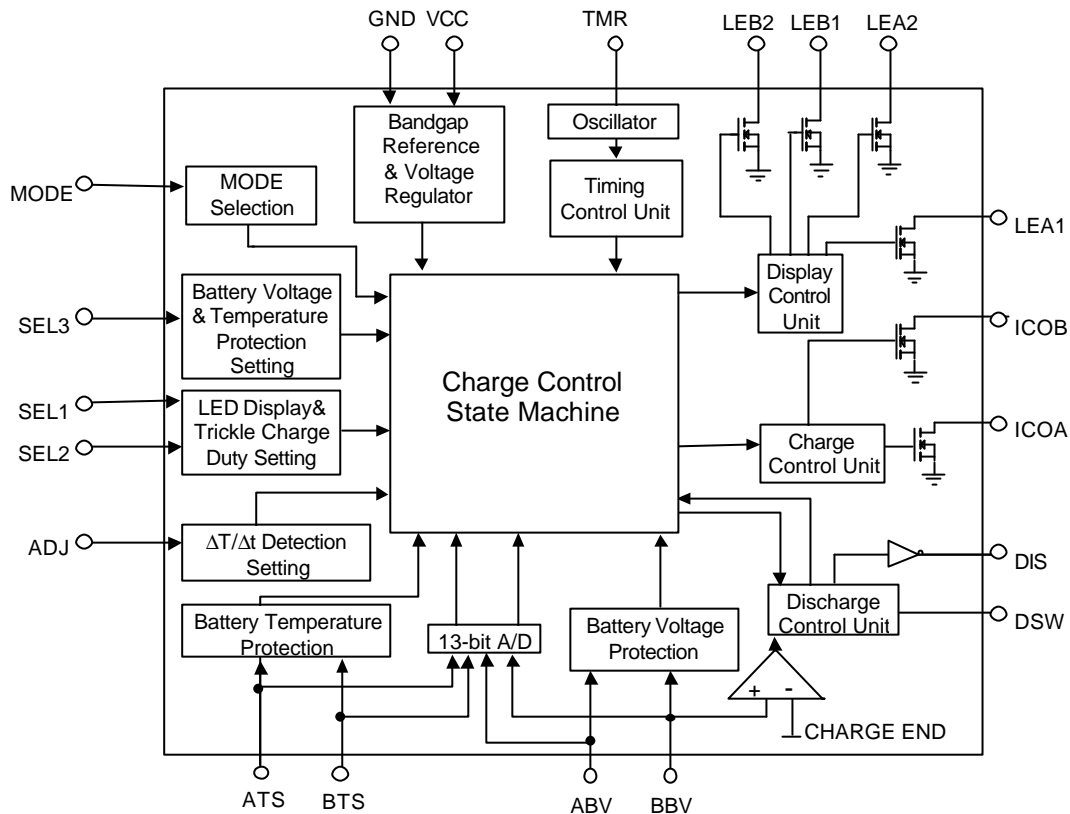 GND VCC TMR LEB2 LEB1 LEA2
Bandgap
Reference
& Voltage
Regulator
Oscillator
Timing
Control Unit
MODE
MODE
Selection
LEA1
Display
Control
Unit
SEL3
Battery Voltage
& Temperature
Protection
Setting
ICOB
Charge Control
State Machine
SEL1
SEL2
LED Display&
Trickle Charge
Duty Setting
Charge
Control Unit
ICOA
ADJ
ΔT/Δt Detection
Setting
DIS
Discharge
Control Unit
DSW
Battery Temperature
Protection
13-bit A/D
Battery Voltage
Protection
+ -
CHARGE END
ATS BTS ABV BBV